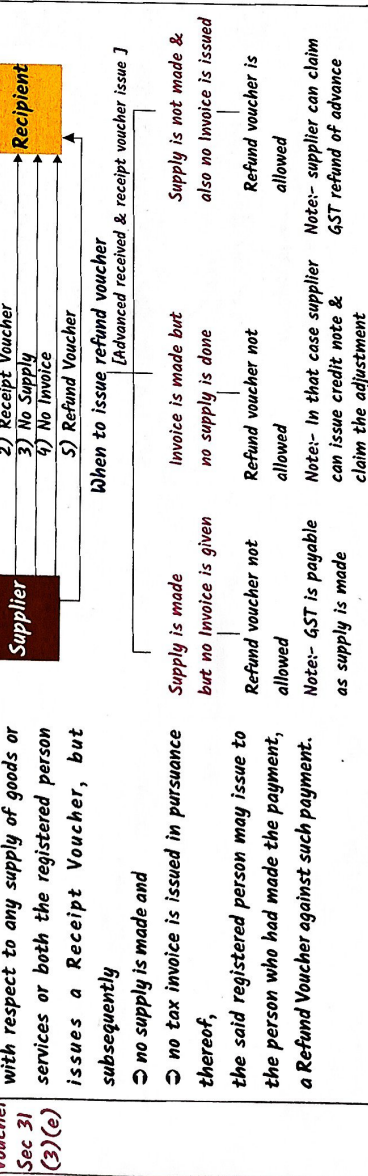 Voucher
Sec 31
(3)(e)
with respect to any supply of goods or
services or both the registered person
issues a Receipt Voucher, but
subsequently
➲ no supply is made and
➲ no tax invoice is issued in pursuance
thereof,
the said registered person may issue to
the person who had made the payment,
a Refund Voucher against such payment.
Supplier
2) Receipt Voucher
3) No Supply
4) No Invoice
5) Refund Voucher
Recipient
When to issue refund voucher
[Advanced received & receipt voucher issue ]
Supply is made
but no Invoice is given
Refund voucher not
allowed
Note:- GST is payable
as supply is made
Invoice is made but
no supply is done
Refund voucher not
allowed
Note:- In that case supplier
can issue credit note &
claim the adjustment
Supply is not made &
also no Invoice is issued
Refund voucher is
allowed
Note:- supplier can claim
GST refund of advance